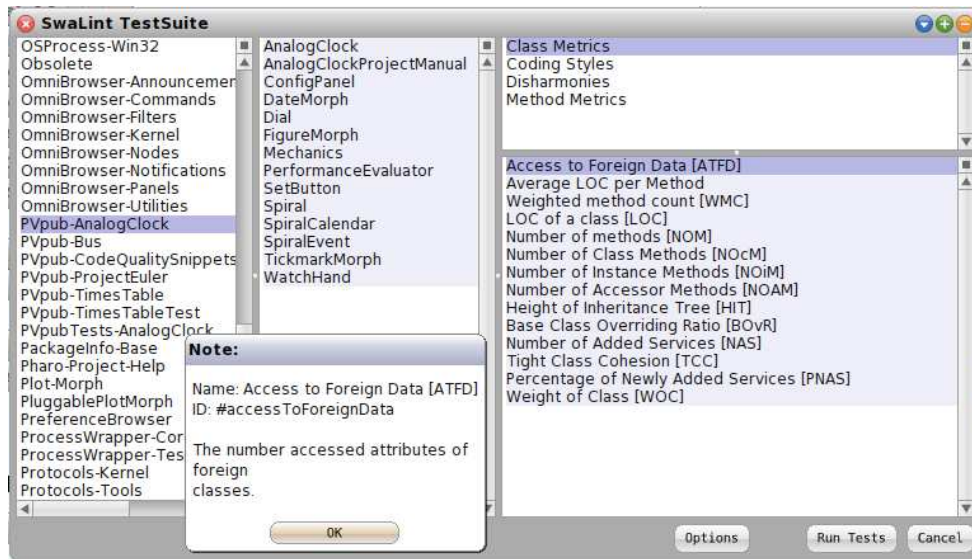 SwaLint TestSuite
OSProcess-Win32
Obsolete
OmniBrowser-Announcemen
OmniBrowser-Commands
OmniBrowser-Filters
OmniBrowser-Kernel
OmniBrowser-Nodes
OmniBrowser-Notifications
OmniBrowser-Panels
OmniBrowser-Utilities
PVpub-AnalogClock
PVpub-Bus
PVpub-CodeQualitySnippets
PVpub-ProjectEuler
PVpub-TimesTable
PVpub-TimesTableTest
PVpubTests-AnalogClock
PackageInfo-Base
Pharo-Project-Help
Plot-Morph
PluggablePlotMorph
PreferenceBrowser
ProcessWrapper-Cor
ProcessWrapper-Tes
Protocols-Kernel
Protocols-Tools
AnalogClock
AnalogClockProjectManual
ConfigPanel
DateMorph
Dial
FigureMorph
Mechanics
PerformanceEvaluator
SetButton
Spiral
SpiralCalendar
SpiralEvent
TickmarkMorph
WatchHand
Class Metrics
Coding Styles
Disharmonies
Method Metrics
Access to Foreign Data [ATFD]
Average LOC per Method
Weighted method count [WMC]
LOC of a class [LOC]
Number of methods [NOM]
Number of Class Methods [NOcM]
Number of Instance Methods [NOiM]
Number of Accessor Methods [NOAM]
Height of Inheritance Tree [HIT]
Base Class Overriding Ratio [BOvR]
Number of Added Services [NAS]
Tight Class Cohesion [TCC]
Percentage of Newly Added Services [PNAS]
Weight of Class [WOC]
Note:
Name: Access to Foreign Data [ATFD]
ID: #accessToForeignData
The number accessed attributes of
foreign
classes.
OK
Options
Run Tests
Cancel